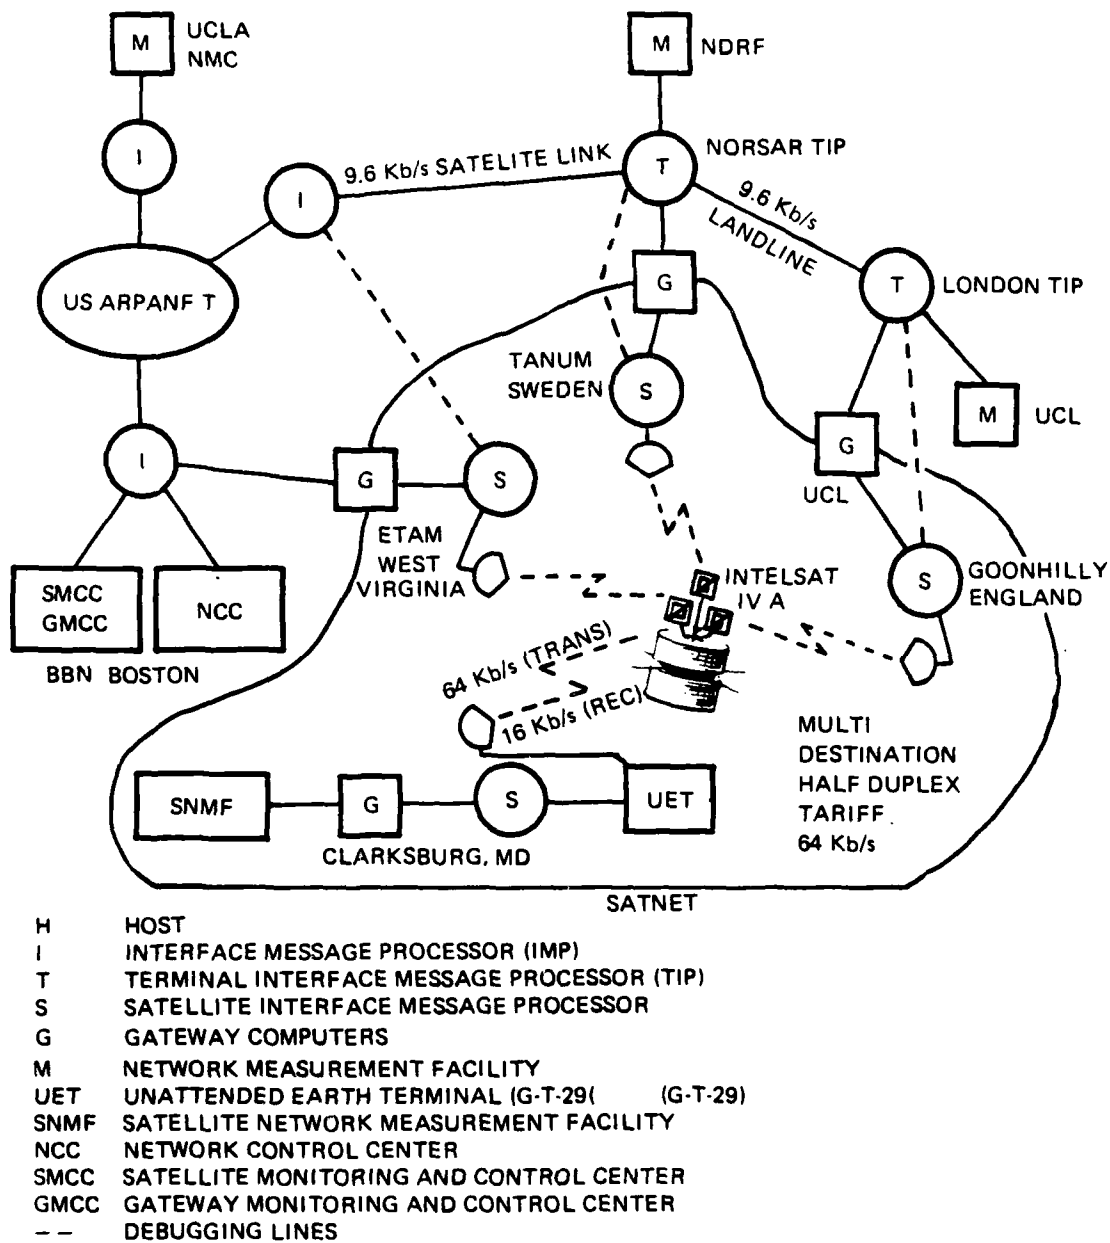 M
UCLA
NMC
M
NDRF
I
I
9.6 Kb/s SATELITE LINK
T
NORSAR TIP
9.6 Kb/s
LANDLINE
US ARPANF T
G
T
LONDON TIP
TANUM
SWEDEN
S
M
UCL
I
G
S
G
UCL
ETAM
WEST
VIRGINIA
SMCC
GMCC
NCC
BBN BOSTON
INTELSAT
IV A
S
GOONHILLY
ENGLAND
64 Kb/s (TRANS)
16 Kb/s (REC)
MULTI
DESTINATION
HALF DUPLEX
TARIFF.
64 Kb/s
SNMF
G
S
UET
CLARKSBURG, MD
SATNET
H HOST
I INTERFACE MESSAGE PROCESSOR (IMP)
T TERMINAL INTERFACE MESSAGE PROCESSOR (TIP)
S SATELLITE INTERFACE MESSAGE PROCESSOR
G GATEWAY COMPUTERS
M NETWORK MEASUREMENT FACILITY
UET UNATTENDED EARTH TERMINAL (G-T-29( (G-T-29)
SNMF SATELLITE NETWORK MEASUREMENT FACILITY
NCC NETWORK CONTROL CENTER
SMCC SATELLITE MONITORING AND CONTROL CENTER
GMCC GATEWAY MONITORING AND CONTROL CENTER
-- DEBUGGING LINES